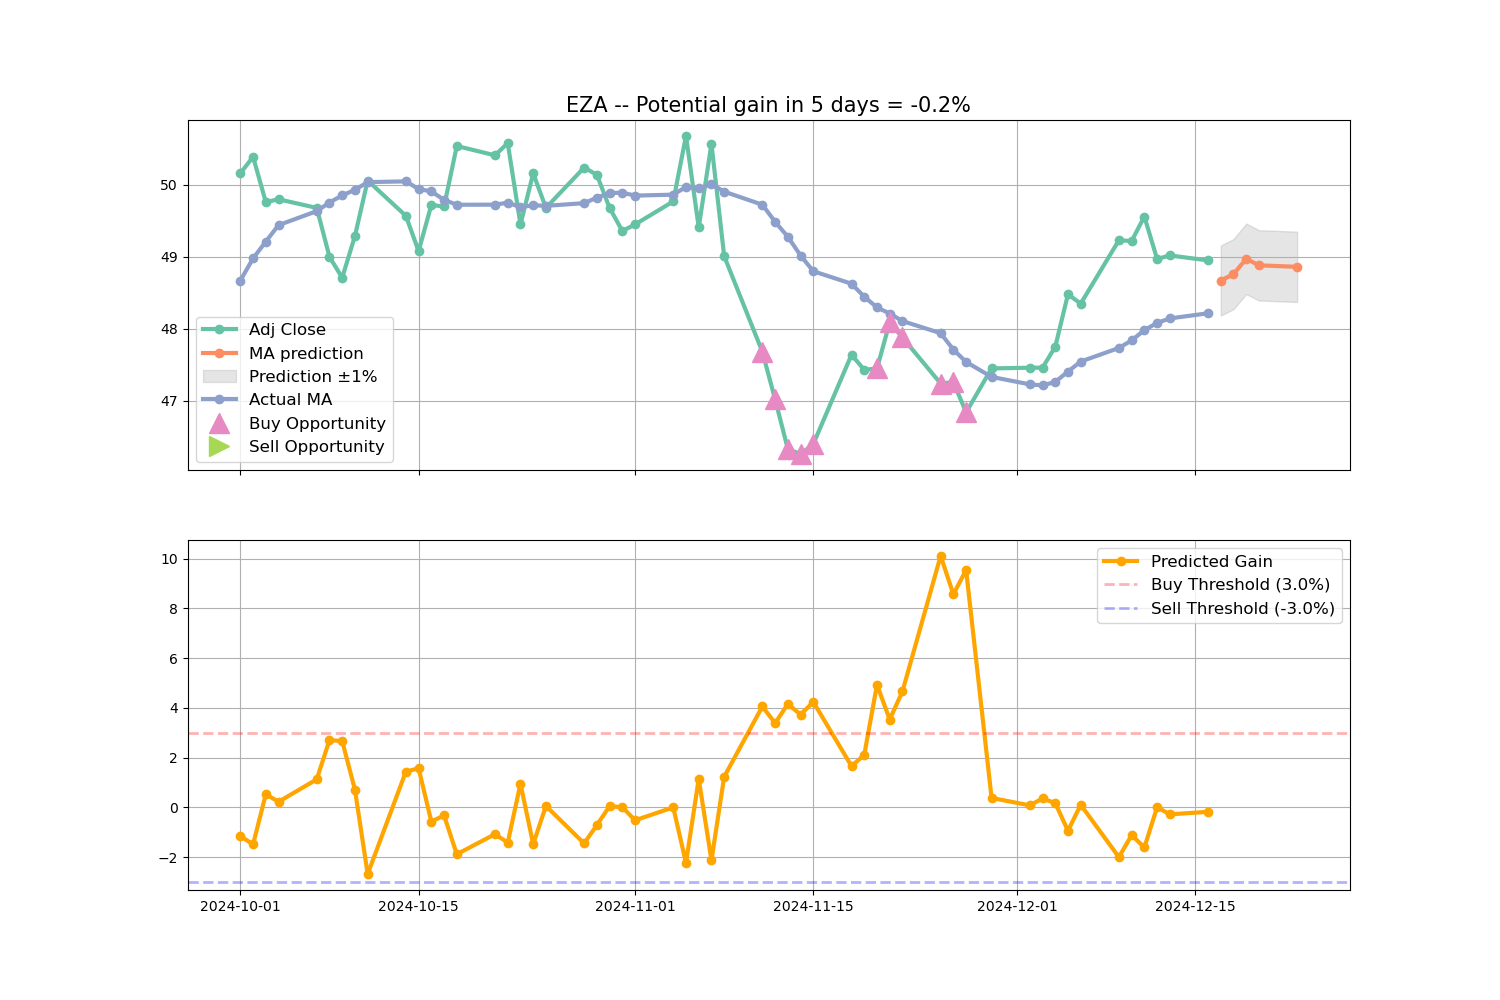 EZA -- Potential gain in 5 days = -0.2%
50
49
48
47
Adj Close
MA prediction
Prediction ±1%
Actual MA
Buy Opportunity
Sell Opportunity
10
8
6
4
2
0
−2
Predicted Gain
Buy Threshold (3.0%)
Sell Threshold (-3.0%)
2024-10-01
2024-10-15
2024-11-01
2024-11-15
2024-12-01
2024-12-15